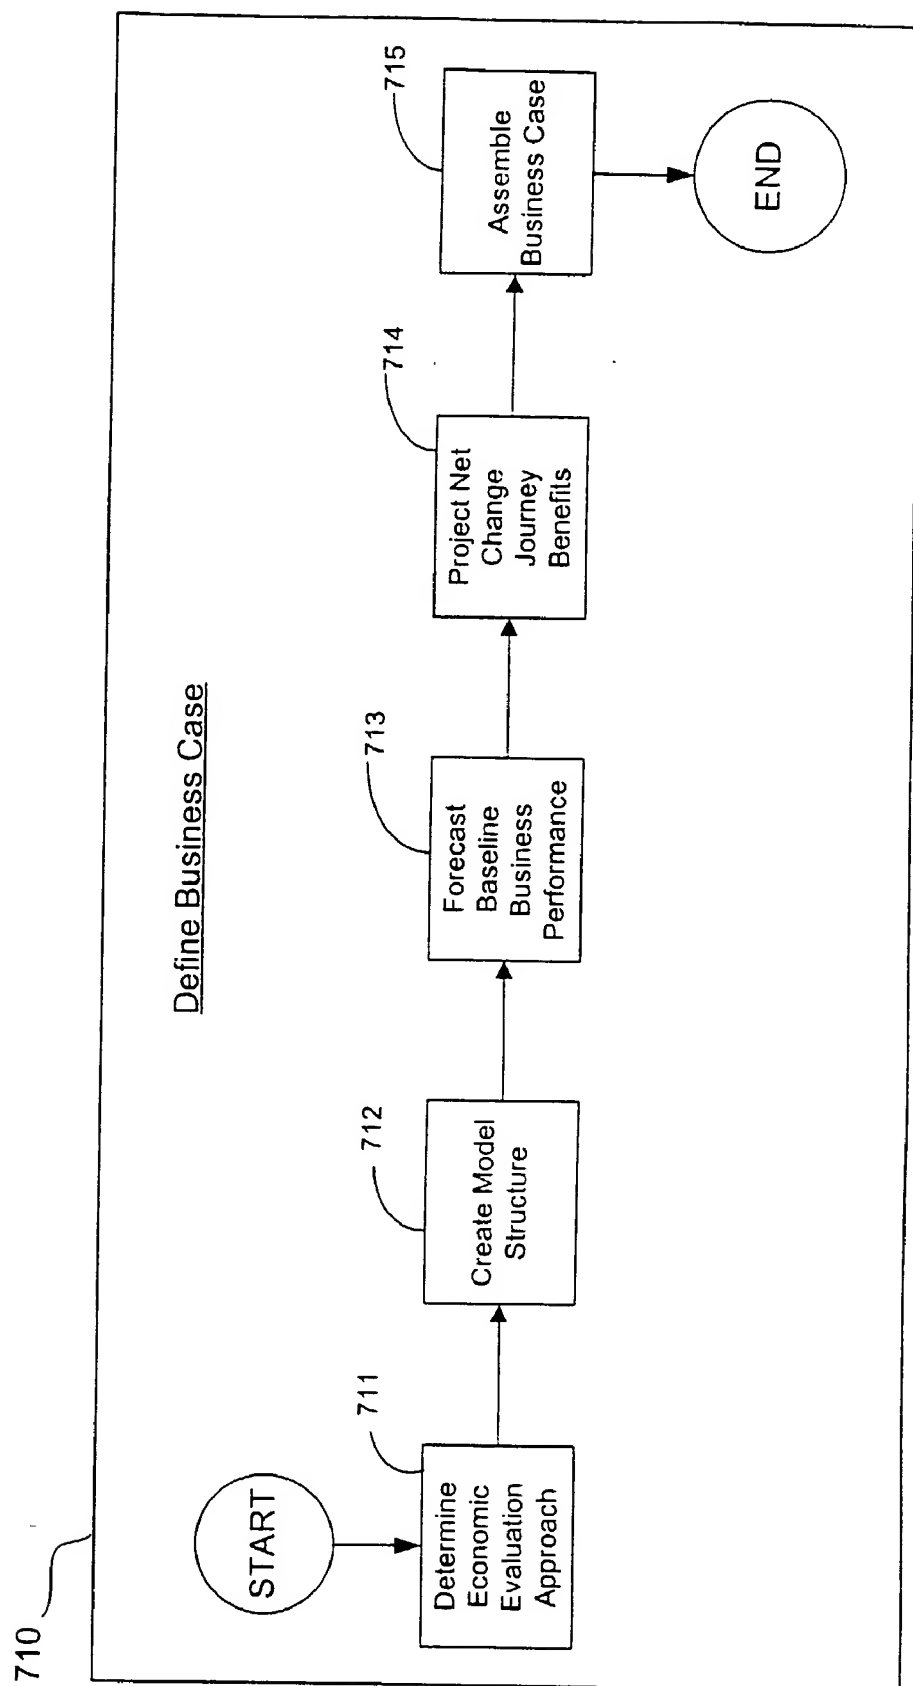 710
Define Business Case
START
711
Determine
Economic
Evaluation
Approach
712
Create Model
Structure
713
Forecast
Baseline
Business
Performance
714
Project Net
Change
Journey
Benefits
715
Assemble
Business Case
END